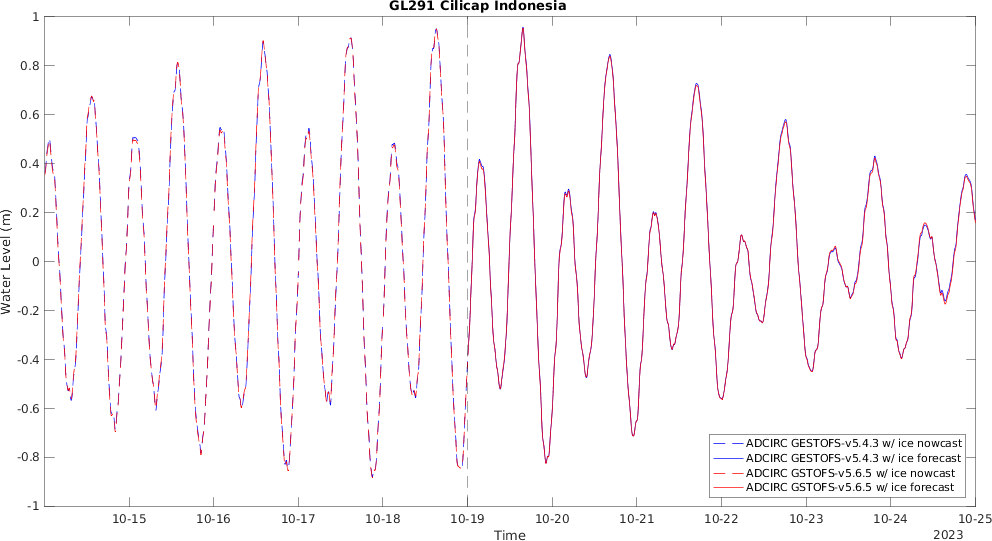 GL291 Cilicap Indonesia
1
0.8
0.6
0.4
0.2
0
-0.2
-0.4
-0.6
-0.8
-1
Water Level (m)
ADCIRC GESTOFS-v5.4.3 w/ ice nowcast
ADCIRC GESTOFS-v5.4.3 w/ ice forecast
ADCIRC GSTOFS-v5.6.5 w/ ice nowcast
ADCIRC GSTOFS-v5.6.5 w/ ice forecast
10-15 10-16 10-17 10-18 10-19 10-20 10-21 10-22 10-23 10-24 10-25
Time
2023